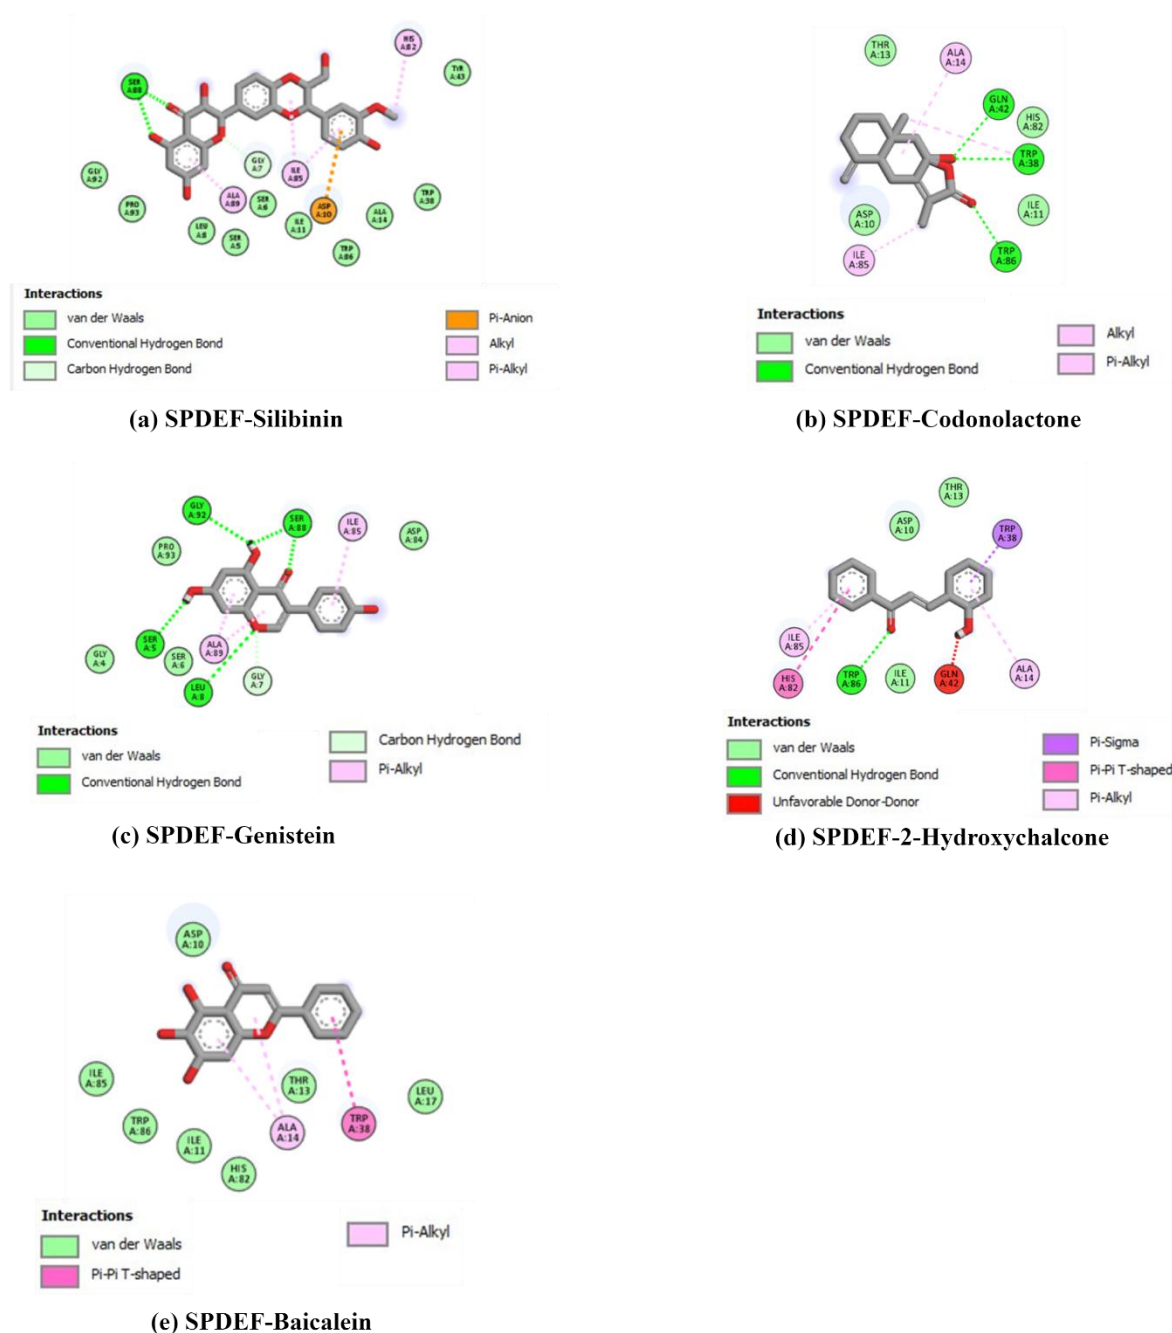 HIS
A:82
TYR
A:43
SER
A:88
GLY
A:7
ILE
A:85
GLY
A:92
ALA
A:89
SER
A:6
PRO
A:93
ASP
A:10
ALA
A:14
TRP
A:38
LEU
A:8
SER
A:5
ILE
A:11
TRP
A:86
Interactions
van der Waals
Conventional Hydrogen Bond
Carbon Hydrogen Bond
Pi-Anion
Alkyl
Pi-Alkyl
(a) SPDEF-Silibinin
THR
A:13
ALA
A:14
GLN
A:42
HIS
A:82
TRP
A:38
ASP
A:10
ILE
A:11
ILE
A:85
TRP
A:86
Interactions
van der Waals
Conventional Hydrogen Bond
Alkyl
Pi-Alkyl
(b) SPDEF-Codonolactone
GLY
A:92
SER
A:88
ILE
A:85
ASP
A:84
PRO
A:93
SER
A:5
ALA
A:89
GLY
A:4
SER
A:6
LEU
A:8
GLY
A:7
Interactions
van der Waals
Conventional Hydrogen Bond
Carbon Hydrogen Bond
Pi-Alkyl
(c) SPDEF-Genistein
THR
A:13
ASP
A:10
TRP
A:38
ILE
A:85
HIS
A:82
TRP
A:86
ILE
A:11
GLN
A:42
ALA
A:14
Interactions
van der Waals
Conventional Hydrogen Bond
Unfavorable Donor-Donor
Pi-Sigma
Pi-Pi T-shaped
Pi-Alkyl
(d) SPDEF-2-Hydroxychalcone
ASP
A:10
ILE
A:85
THR
A:13
LEU
A:17
TRP
A:86
ILE
A:11
ALA
A:14
TRP
A:38
HIS
A:82
Interactions
van der Waals
Pi-Pi T-shaped
Pi-Alkyl
(e) SPDEF-Baicalein